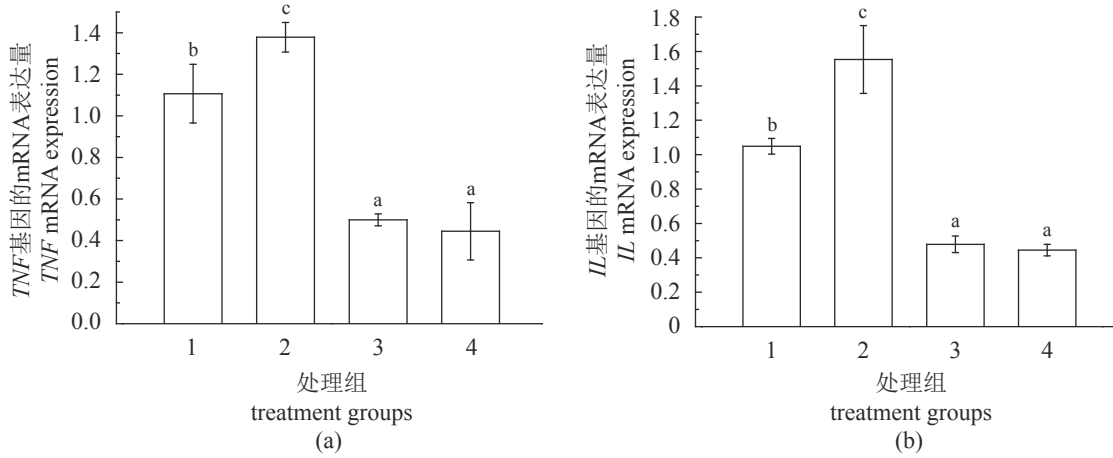 TNF基因的mRNA表达量
TNF mRNA expression
1.4
1.2
1.0
0.8
0.6
0.4
0.2
0.0
b
c
a
a
1 2 3 4
处理组
treatment groups
(a)
IL基因的mRNA表达量
IL mRNA expression
1.8
1.6
1.4
1.2
1.0
0.8
0.6
0.4
0.2
0
b
c
a
a
1 2 3 4
处理组
treatment groups
(b)